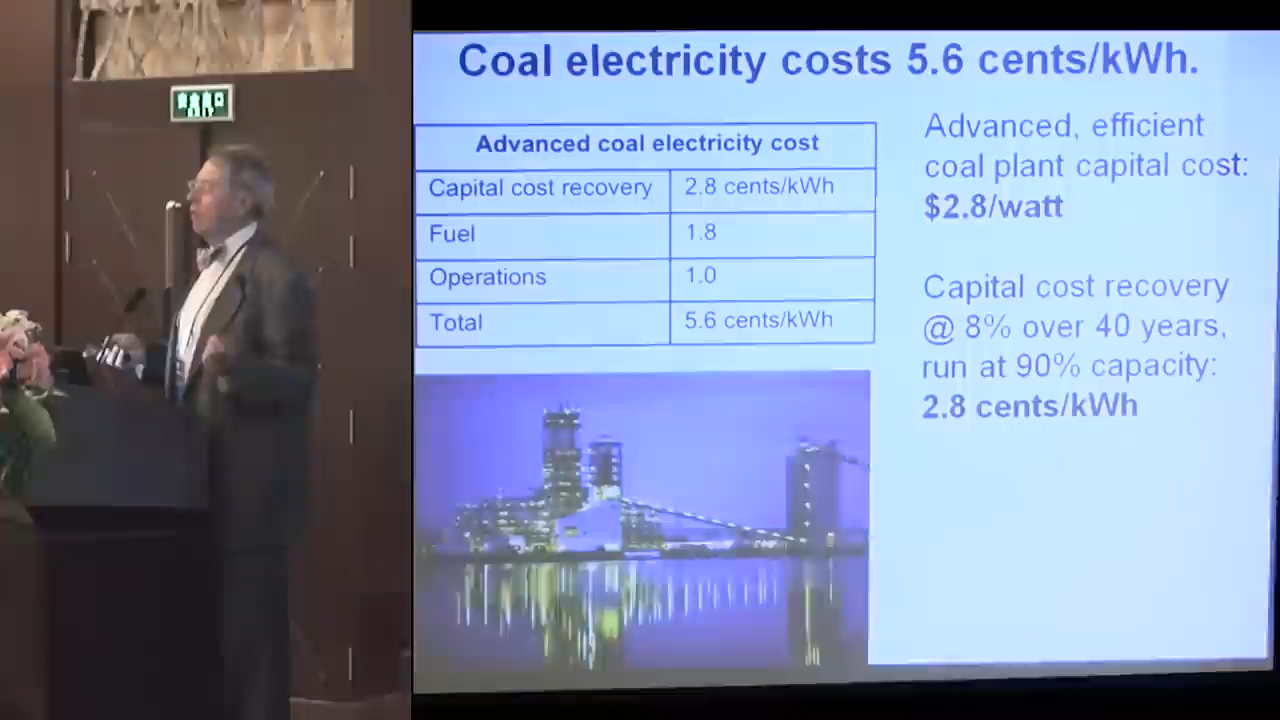 EXIT
Coal electricity costs 5.6 cents/kWh.
Advanced coal electricity cost
Capital cost recovery 2.8 cents/kWh
Fuel 1.8
Operations 1.0
Total 5.6 cents/kWh
Advanced, efficient
coal plant capital cost:
$2.8/watt
Capital cost recovery
@ 8% over 40 years,
run at 90% capacity:
2.8 cents/kWh